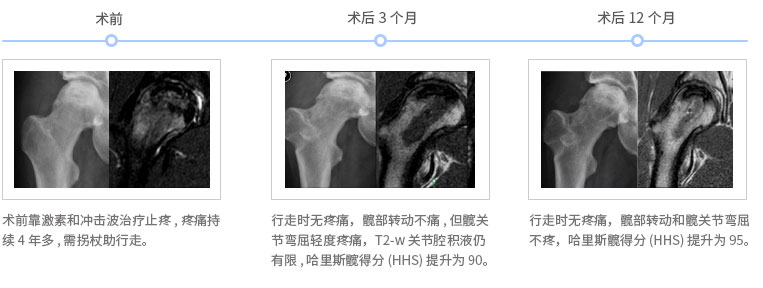 术前
术后 3 个月
术后 12 个月
术前靠激素和冲击波治疗止疼 , 疼痛持
续 4 年多 , 需拐杖助行走。
行走时无疼痛，髋部转动不痛 , 但髋关
节弯屈轻度疼痛，T2-w 关节腔积液仍
有限 , 哈里斯髋得分 (HHS) 提升为 90。
行走时无疼痛，髋部转动和髋关节弯屈
不疼，哈里斯髋得分 (HHS) 提升为 95。